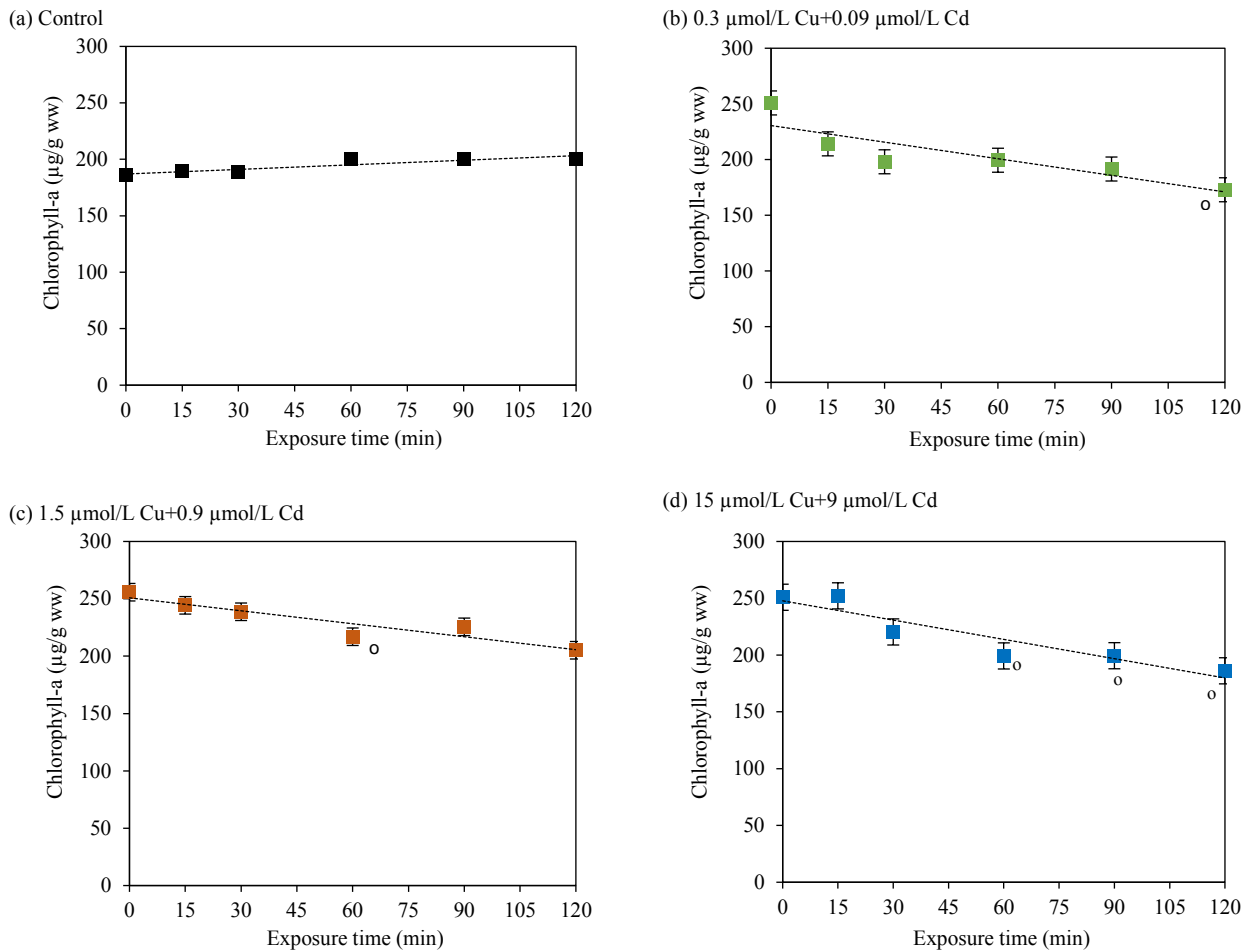 (a) Control
300
250
200
150
100
50
0
Chlorophyll-a (µg/g ww)
0 15 30 45 60 75 90 105 120
Exposure time (min)
(b) 0.3 µmol/L Cu+0.09 µmol/L Cd
300
250
200
150
100
50
0
Chlorophyll-a (µg/g ww)
o
0 15 30 45 60 75 90 105 120
Exposure time (min)
(c) 1.5 µmol/L Cu+0.9 µmol/L Cd
300
250
200
150
100
50
0
Chlorophyll-a (µg/g ww)
o
0 15 30 45 60 75 90 105 120
Exposure time (min)
(d) 15 µmol/L Cu+9 µmol/L Cd
300
250
200
150
100
50
0
Chlorophyll-a (µg/g ww)
o
o
o
0 15 30 45 60 75 90 105 120
Exposure time (min)